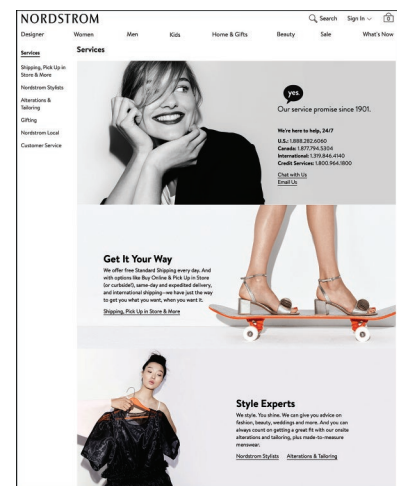 NORDSTROM
Search Sign In 0
Designer Women Men Kids Home & Gifts Beauty Sale What's Now
Services
Shipping, Pick Up in
Store & More
Nordstrom Stylists
Alterations &
Tailoring
Gifting
Nordstrom Local
Customer Service
Services
yes.
Our service promise since 1901.
We're here to help, 24/7
U.S.: 1.888.282.6060
Canada: 1.877.794.5304
International: 1.319.846.4140
Credit Services: 1.800.964.1800
Chat with Us
Email Us
Get It Your Way
We offer free Standard Shipping every day. And
with options like Buy Online & Pick Up in Store
(or curbside!), same-day and expedited delivery,
and international shipping—we have just the way
to get you what you want, when you want it.
Shipping, Pick Up in Store & More
Style Experts
We style. You shine. We can give you advice on
fashion, beauty, weddings and more. And you can
always count on getting a great fit with our onsite
alterations and tailoring, plus made-to-measure
menswear.
Nordstrom Stylists Alterations & Tailoring